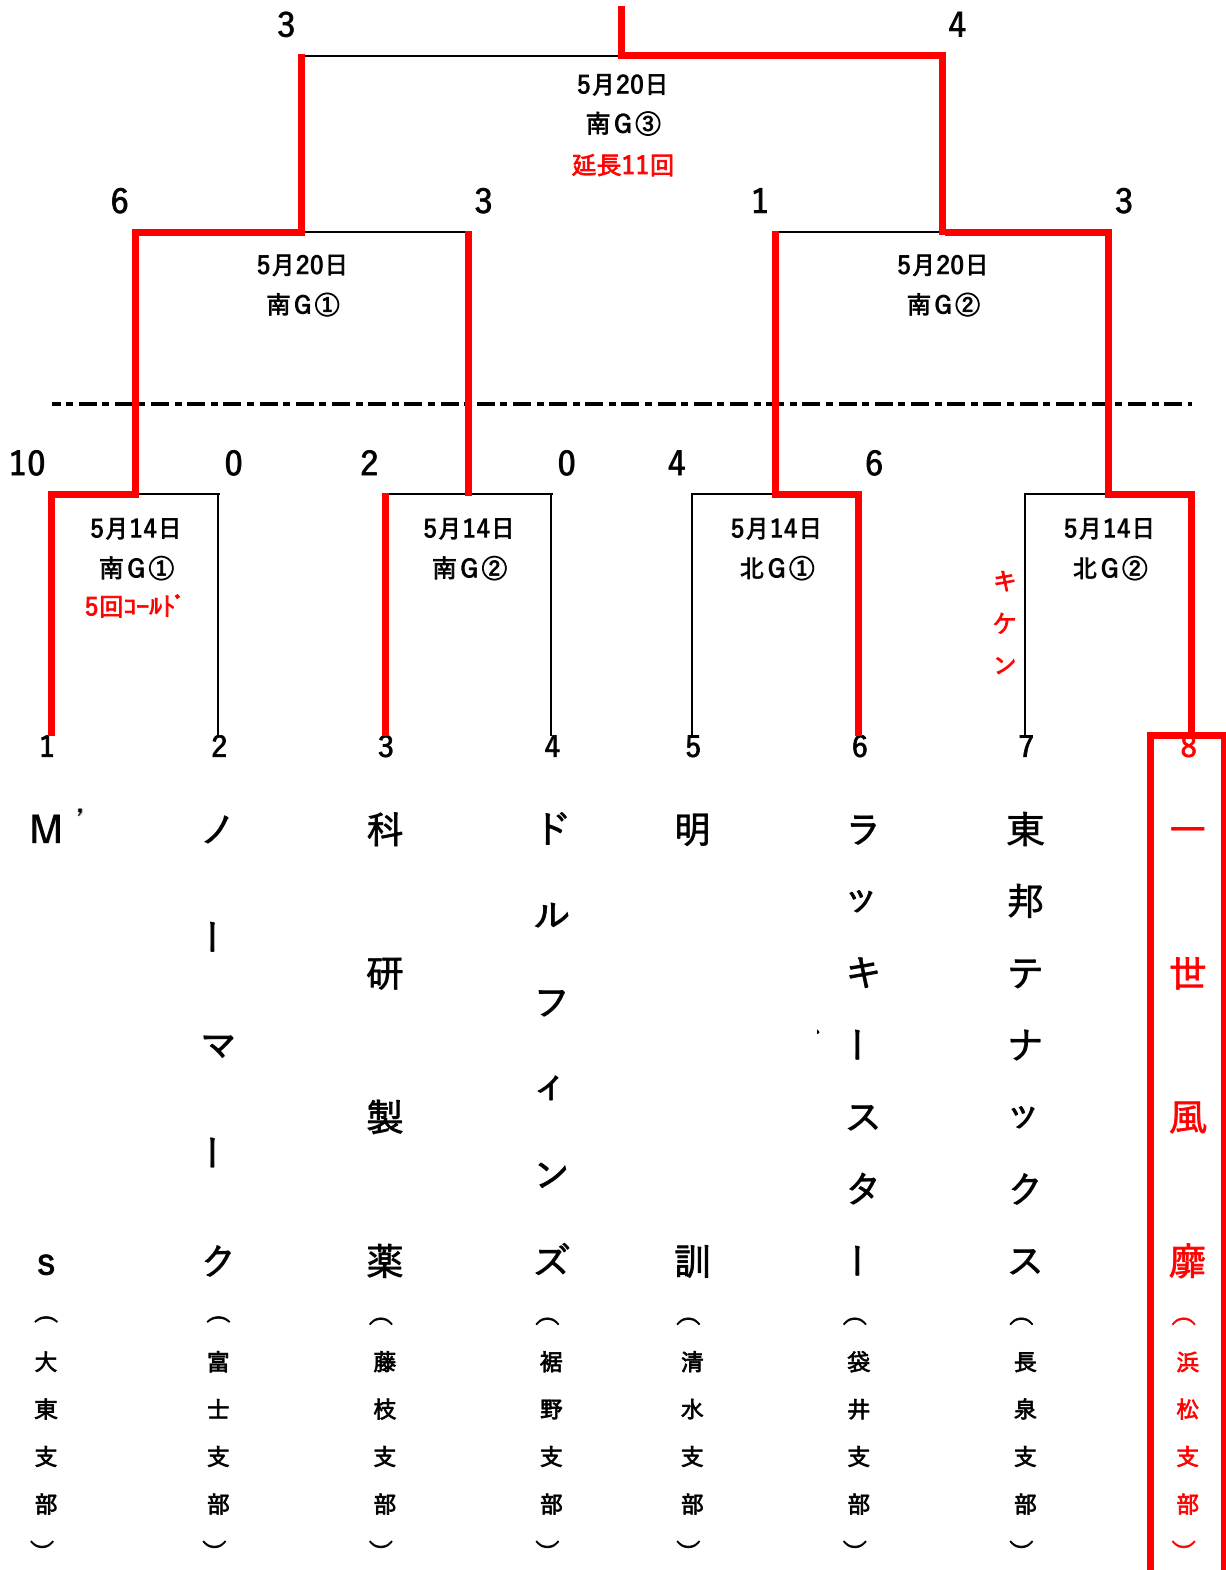 3
4
5月20日
南G③
延長11回
6
3
1
3
5月20日
南G①
5月20日
南G②
10
0
2
0
4
6
5月14日
南G①
5回ｺｰﾙﾄﾞ
5月14日
南G②
5月14日
北G①
5月14日
北G②
キケン
1
2
3
4
5
6
7
8
M’s
（大東支部）
ノーマーク
（富士支部）
科研製薬
（藤枝支部）
ドルフィンズ
（裾野支部）
明訓
（清水支部）
ラッキースター
（袋井支部）
東邦テナックス
（長泉支部）
一世風靡
（浜松支部）